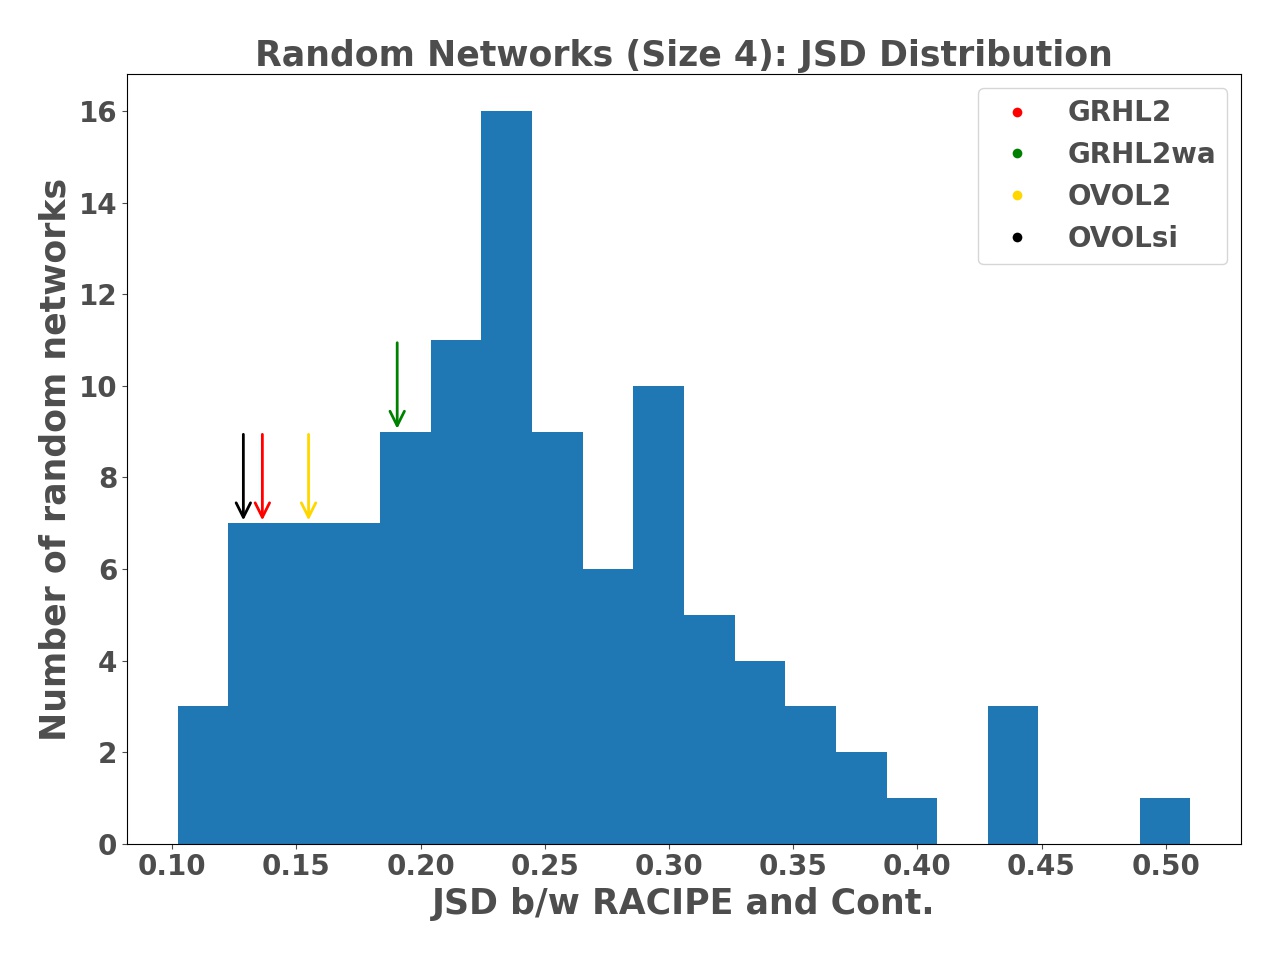 Random Networks (Size 4): JSD Distribution
GRHL2
GRHL2wa
OVOL2
OVOLsi
Number of random networks
16
14
12
10
8
6
4
2
0
0.10 0.15 0.20 0.25 0.30 0.35 0.40 0.45 0.50
JSD b/w RACIPE and Cont.